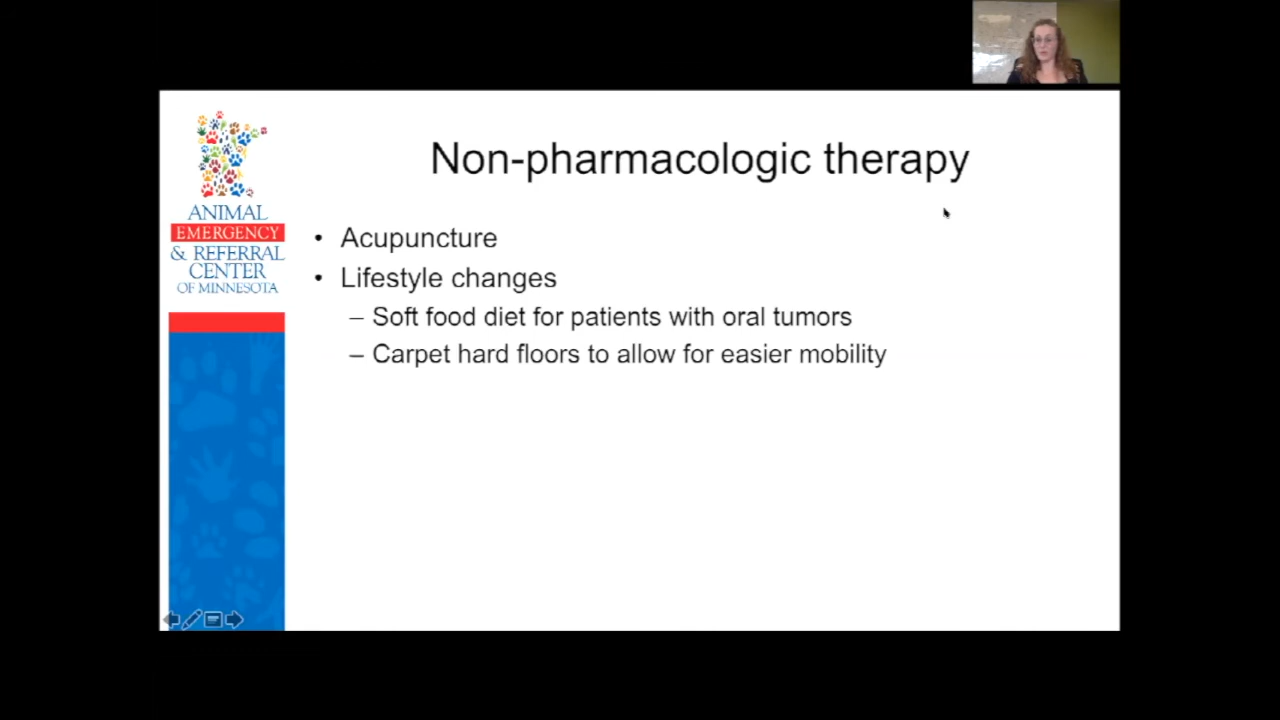 Non-pharmacologic therapy
ANIMAL
EMERGENCY
& REFERRAL
CENTER
OF MINNESOTA
• Acupuncture
• Lifestyle changes
– Soft food diet for patients with oral tumors
– Carpet hard floors to allow for easier mobility